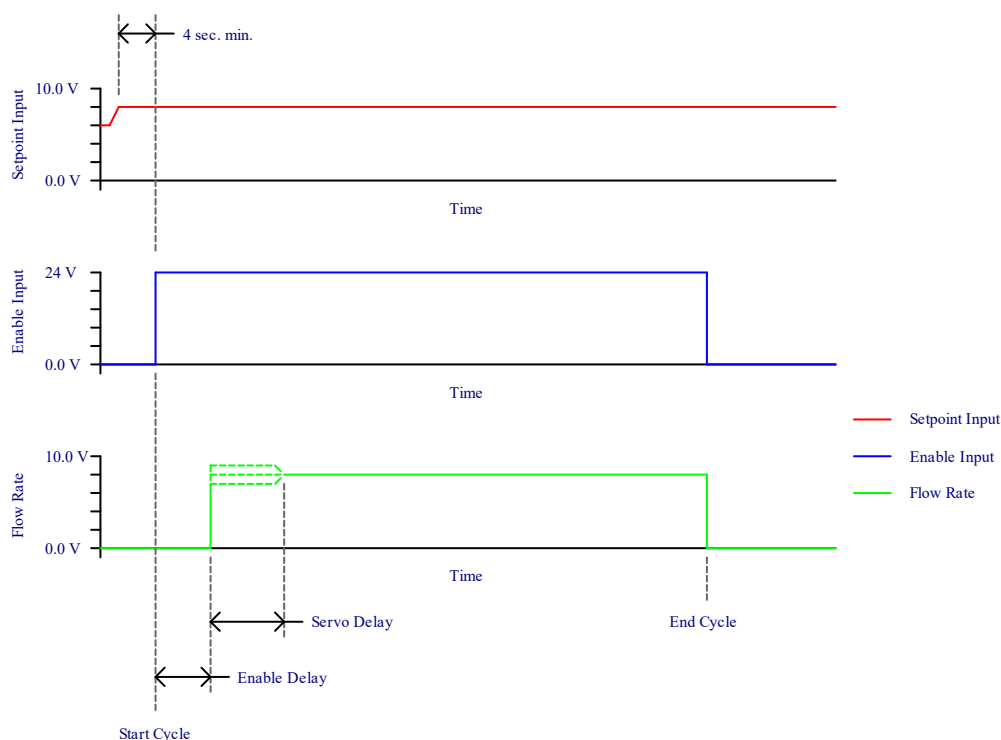 4 sec. min.
10.0 V
Setpoint Input
0.0 V
Time
24 V
Enable Input
0.0 V
Time
Setpoint Input
Enable Input
Flow Rate
10.0 V
Flow Rate
0.0 V
Time
Servo Delay
End Cycle
Enable Delay
Start Cycle